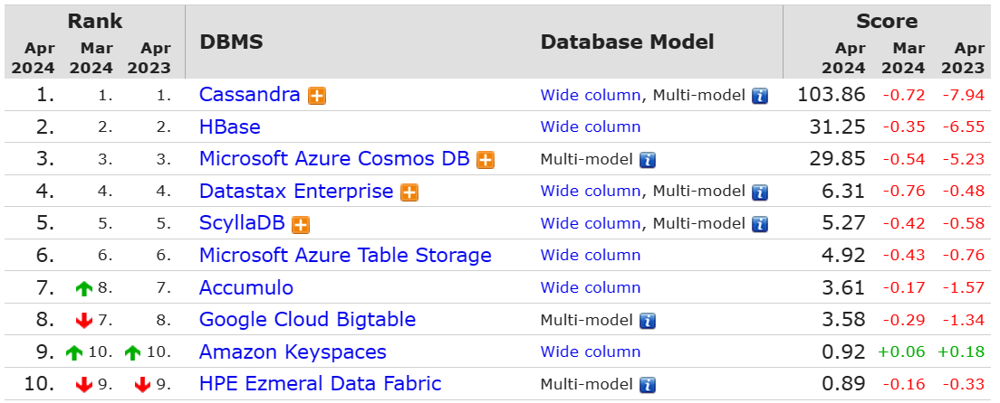 Rank Score
Apr Mar Apr DBMS Database Model Apr Mar Apr
2024 2024 2023 2024 2024 2023
1. 1. 1. Cassandra Wide column, Multi-model 103.86 -0.72 -7.94
2. 2. 2. HBase Wide column 31.25 -0.35 -6.55
3. 3. 3. Microsoft Azure Cosmos DB Multi-model 29.85 -0.54 -5.23
4. 4. 4. Datastax Enterprise Wide column, Multi-model 6.31 -0.76 -0.48
5. 5. 5. ScyllaDB Wide column, Multi-model 5.27 -0.42 -0.58
6. 6. 6. Microsoft Azure Table Storage Wide column 4.92 -0.43 -0.76
7. 8. 7. Accumulo Wide column 3.61 -0.17 -1.57
8. 7. 8. Google Cloud Bigtable Multi-model 3.58 -0.29 -1.34
9. 10. 10. Amazon Keyspaces Wide column 0.92 +0.06 +0.18
10. 9. 9. HPE Ezmeral Data Fabric Multi-model 0.89 -0.16 -0.33